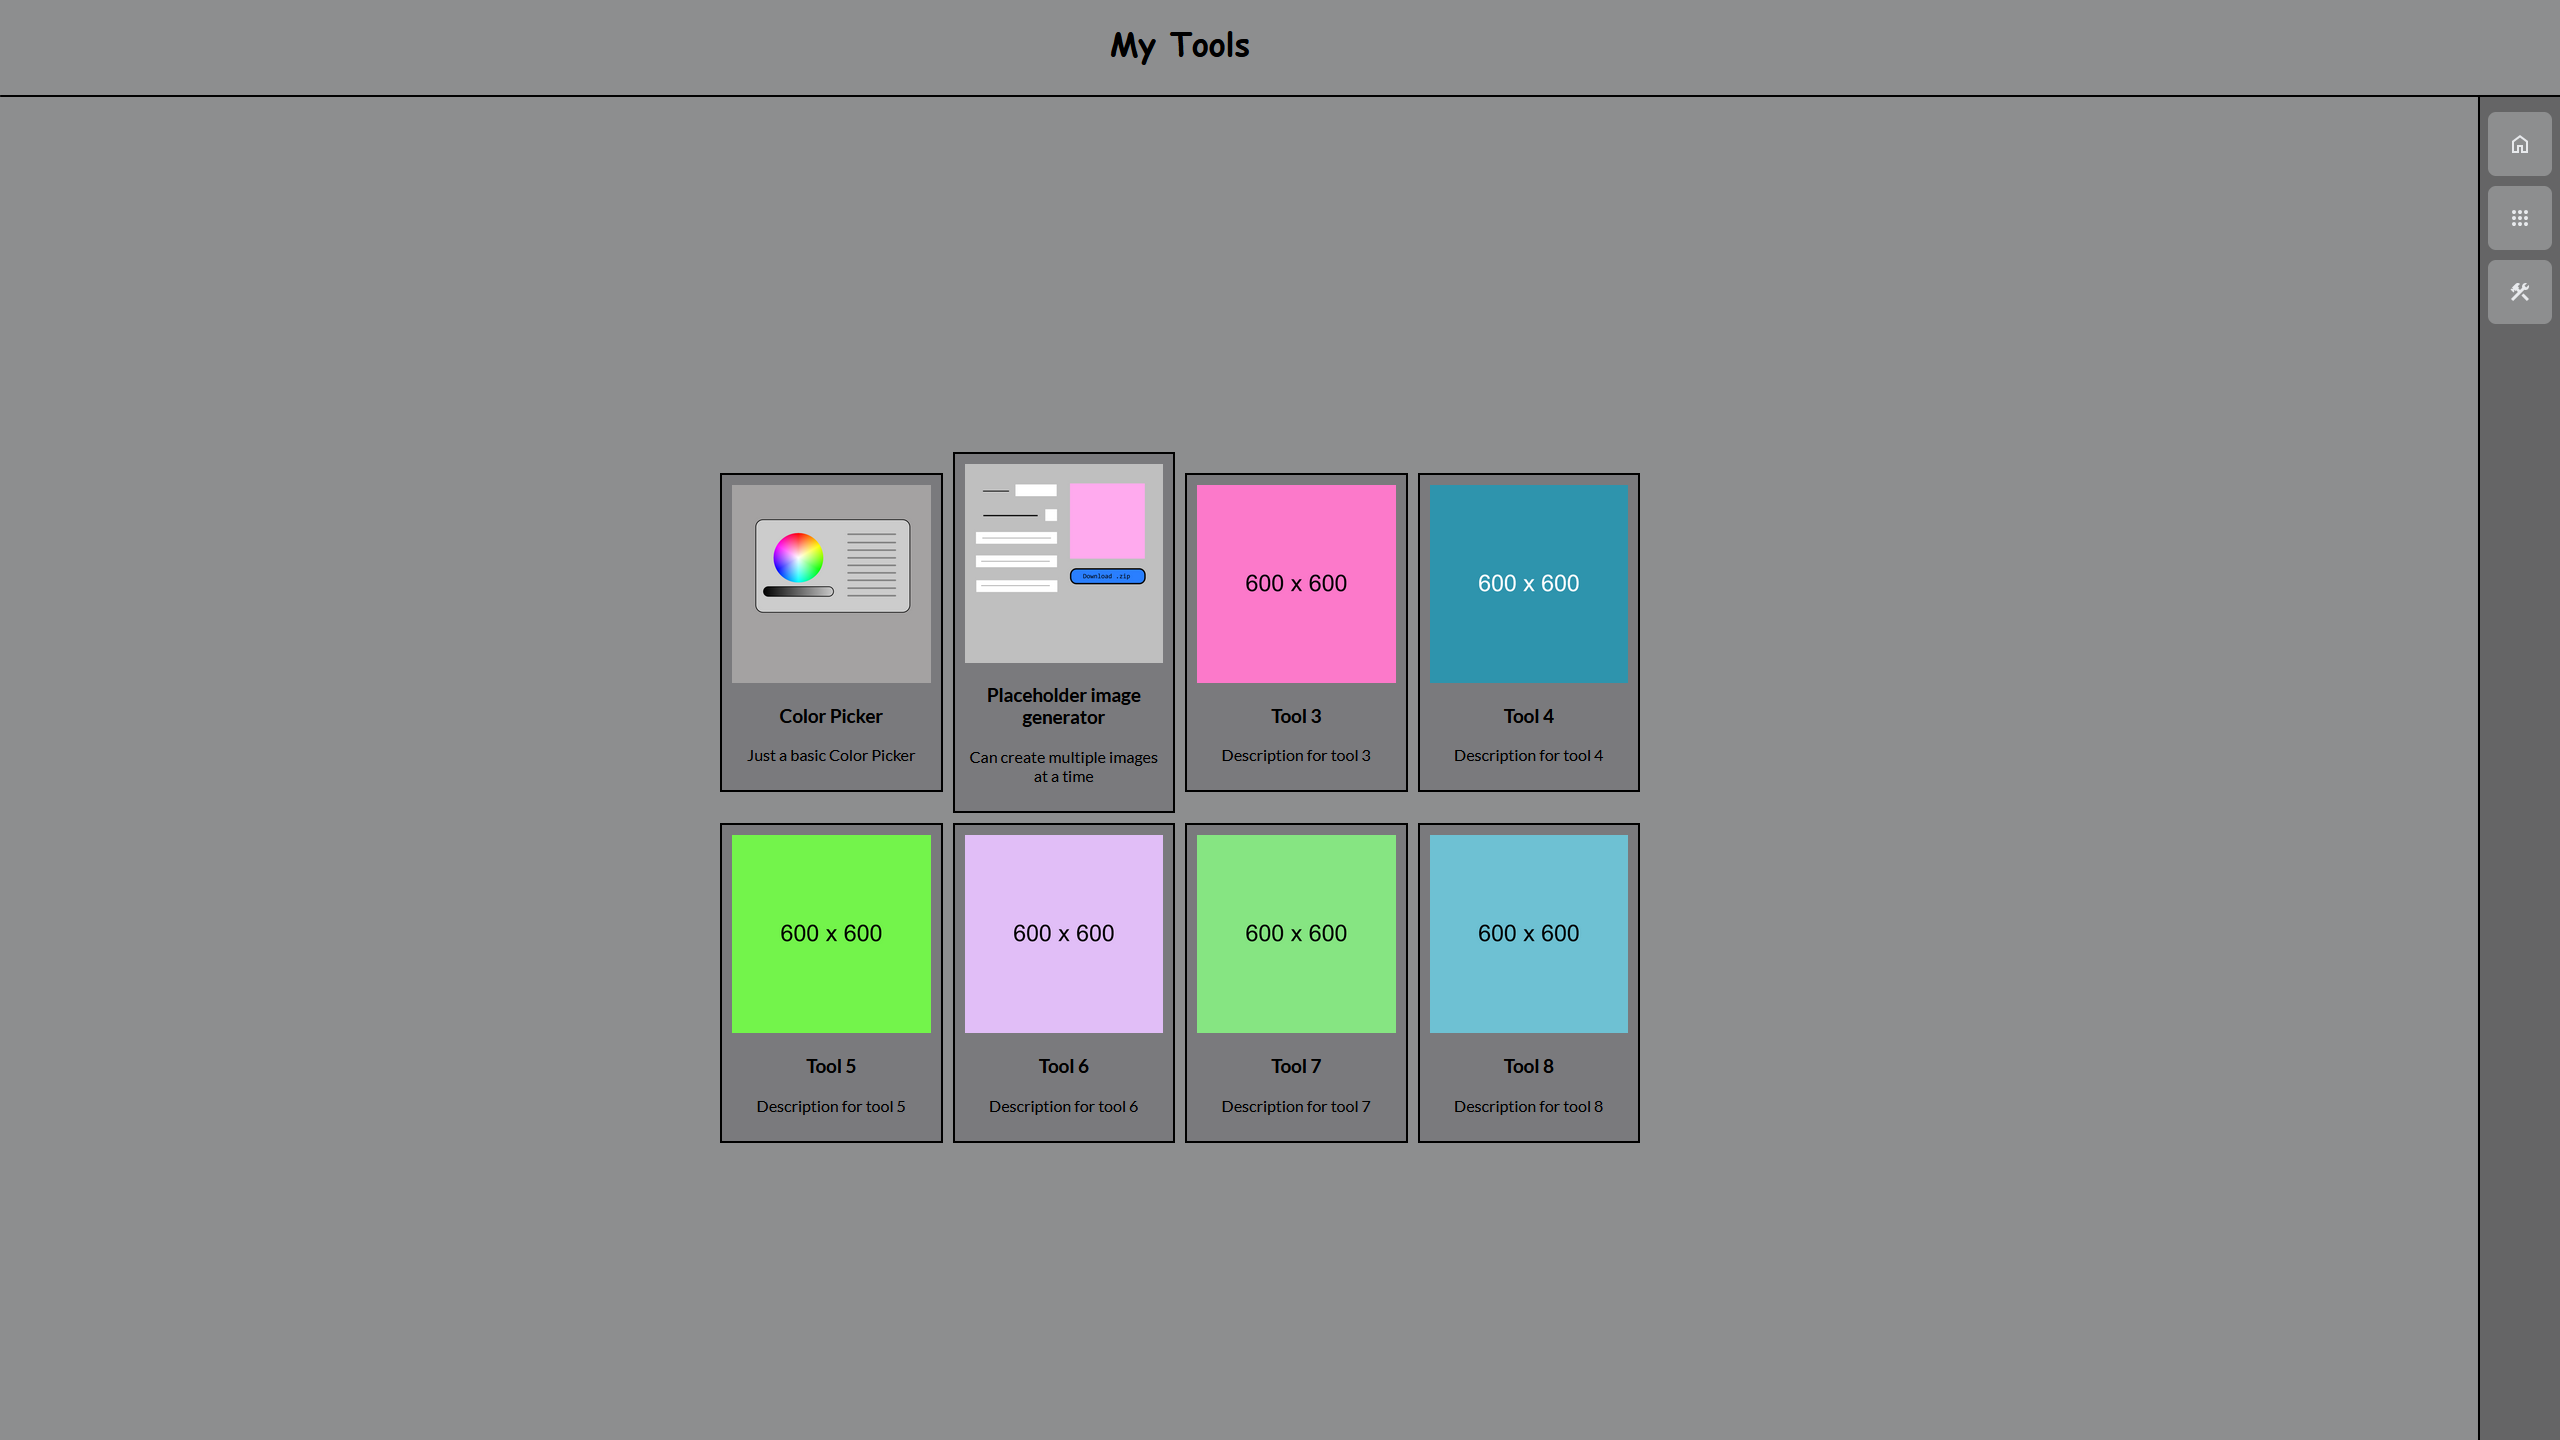 My Tools
Download .zip
600 x 600
600 x 600
Color Picker
Just a basic Color Picker
Placeholder image
generator
Can create multiple images
at a time
Tool 3
Description for tool 3
Tool 4
Description for tool 4
600 x 600
600 x 600
600 x 600
600 x 600
Tool 5
Description for tool 5
Tool 6
Description for tool 6
Tool 7
Description for tool 7
Tool 8
Description for tool 8